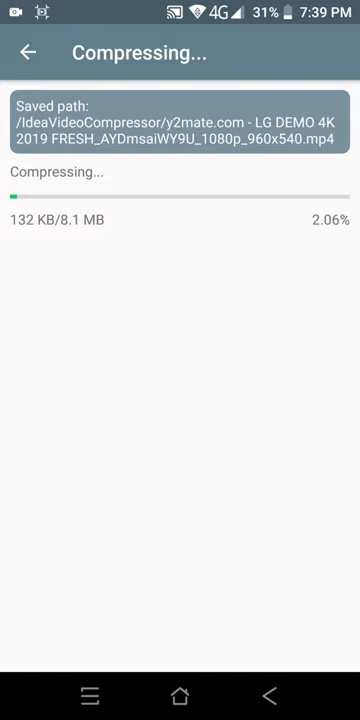 4G 31% 7:39 PM
Compressing...
Saved path:
/IdeaVideoCompressor/y2mate.com - LG DEMO 4K
2019 FRESH_AYDmsaiWY9U_1080p_960x540.mp4
Compressing...
132 KB/8.1 MB 2.06%